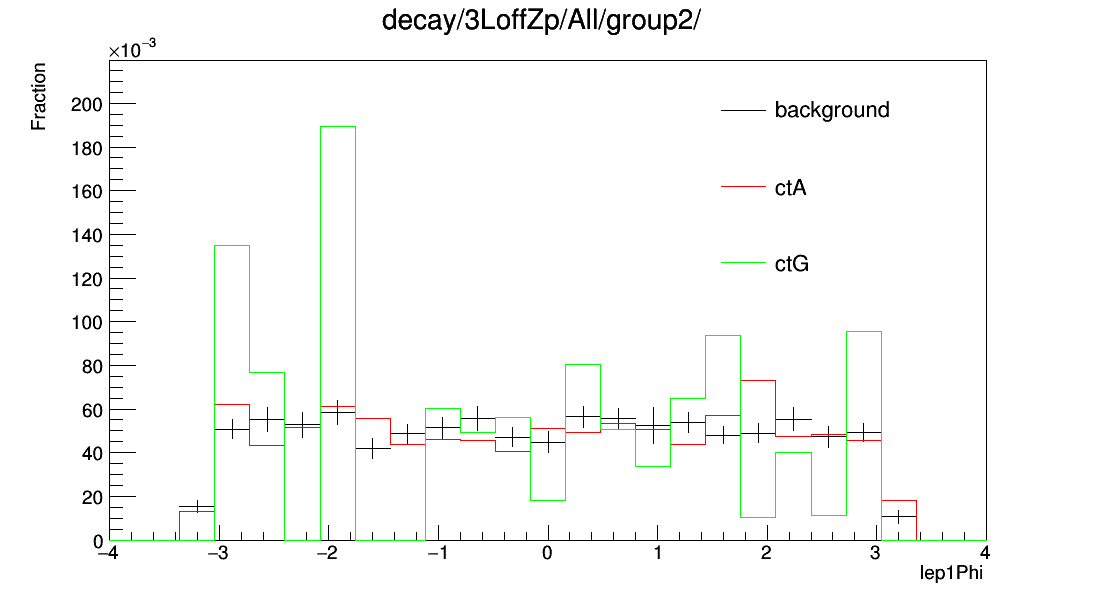 decay/3LoffZp/All/group2/
×10⁻³
Fraction
200
180
160
140
120
100
80
60
40
20
0
background
ctA
ctG
−4 −3 −2 −1 0 1 2 3 4
lep1Phi